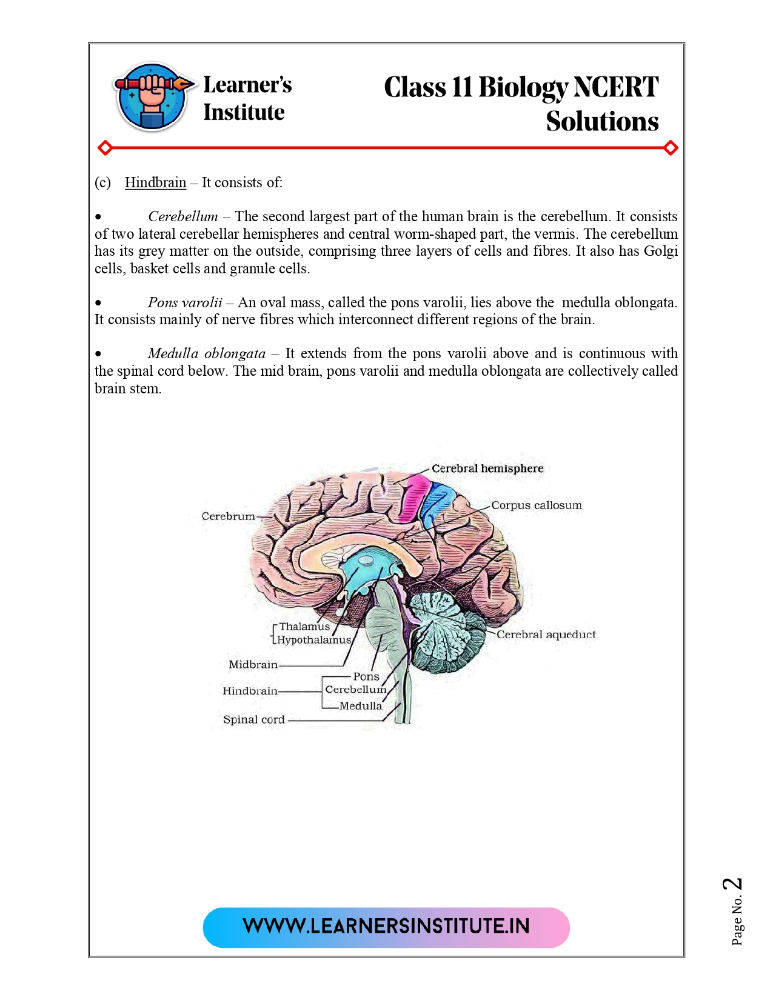 Learner's
Institute
Class 11 Biology NCERT
Solutions
(c) Hindbrain – It consists of:
• Cerebellum – The second largest part of the human brain is the cerebellum. It consists
of two lateral cerebellar hemispheres and central worm-shaped part, the vermis. The cerebellum
has its grey matter on the outside, comprising three layers of cells and fibres. It also has Golgi
cells, basket cells and granule cells.
• Pons varolii – An oval mass, called the pons varolii, lies above the medulla oblongata.
It consists mainly of nerve fibres which interconnect different regions of the brain.
• Medulla oblongata – It extends from the pons varolii above and is continuous with
the spinal cord below. The mid brain, pons varolii and medulla oblongata are collectively called
brain stem.
Cerebral hemisphere
Corpus callosum
Cerebrum
Thalamus
Hypothalamus
Cerebral aqueduct
Midbrain
Pons
Hindbrain
Cerebellum
Medulla
Spinal cord
WWW.LEARNERSINSTITUTE.IN
Page No. 2